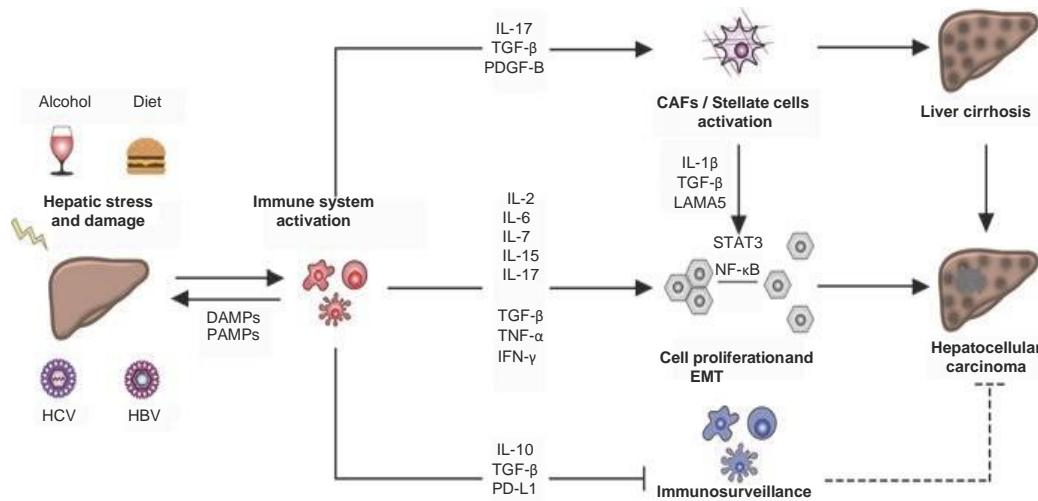 IL-17
TGF-β
PDGF-B
Alcohol
Diet
CAFs / Stellate cells
activation
Liver cirrhosis
Hepatic stress
and damage
Immune system
activation
IL-1β
TGF-β
LAMA5
IL-2
IL-6
IL-7
IL-15
IL-17
STAT3
NF-κB
DAMPs
PAMPs
TGF-β
TNF-α
IFN-γ
Cell proliferationand
EMT
Hepatocellular
carcinoma
HCV
HBV
IL-10
TGF-β
PD-L1
Immunosurveillance